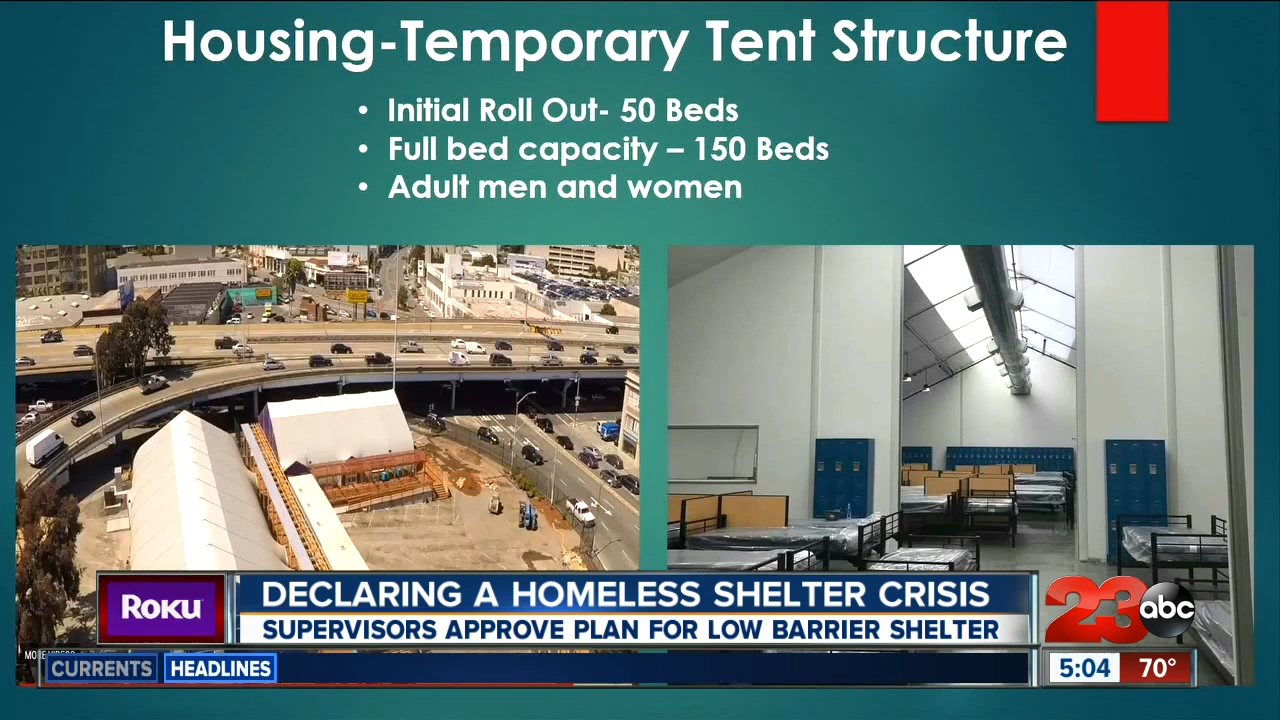 Housing-Temporary Tent Structure
• Initial Roll Out- 50 Beds
• Full bed capacity – 150 Beds
• Adult men and women
ROKU
DECLARING A HOMELESS SHELTER CRISIS
SUPERVISORS APPROVE PLAN FOR LOW BARRIER SHELTER
23 abc
CURRENTS HEADLINES
5:04 70°